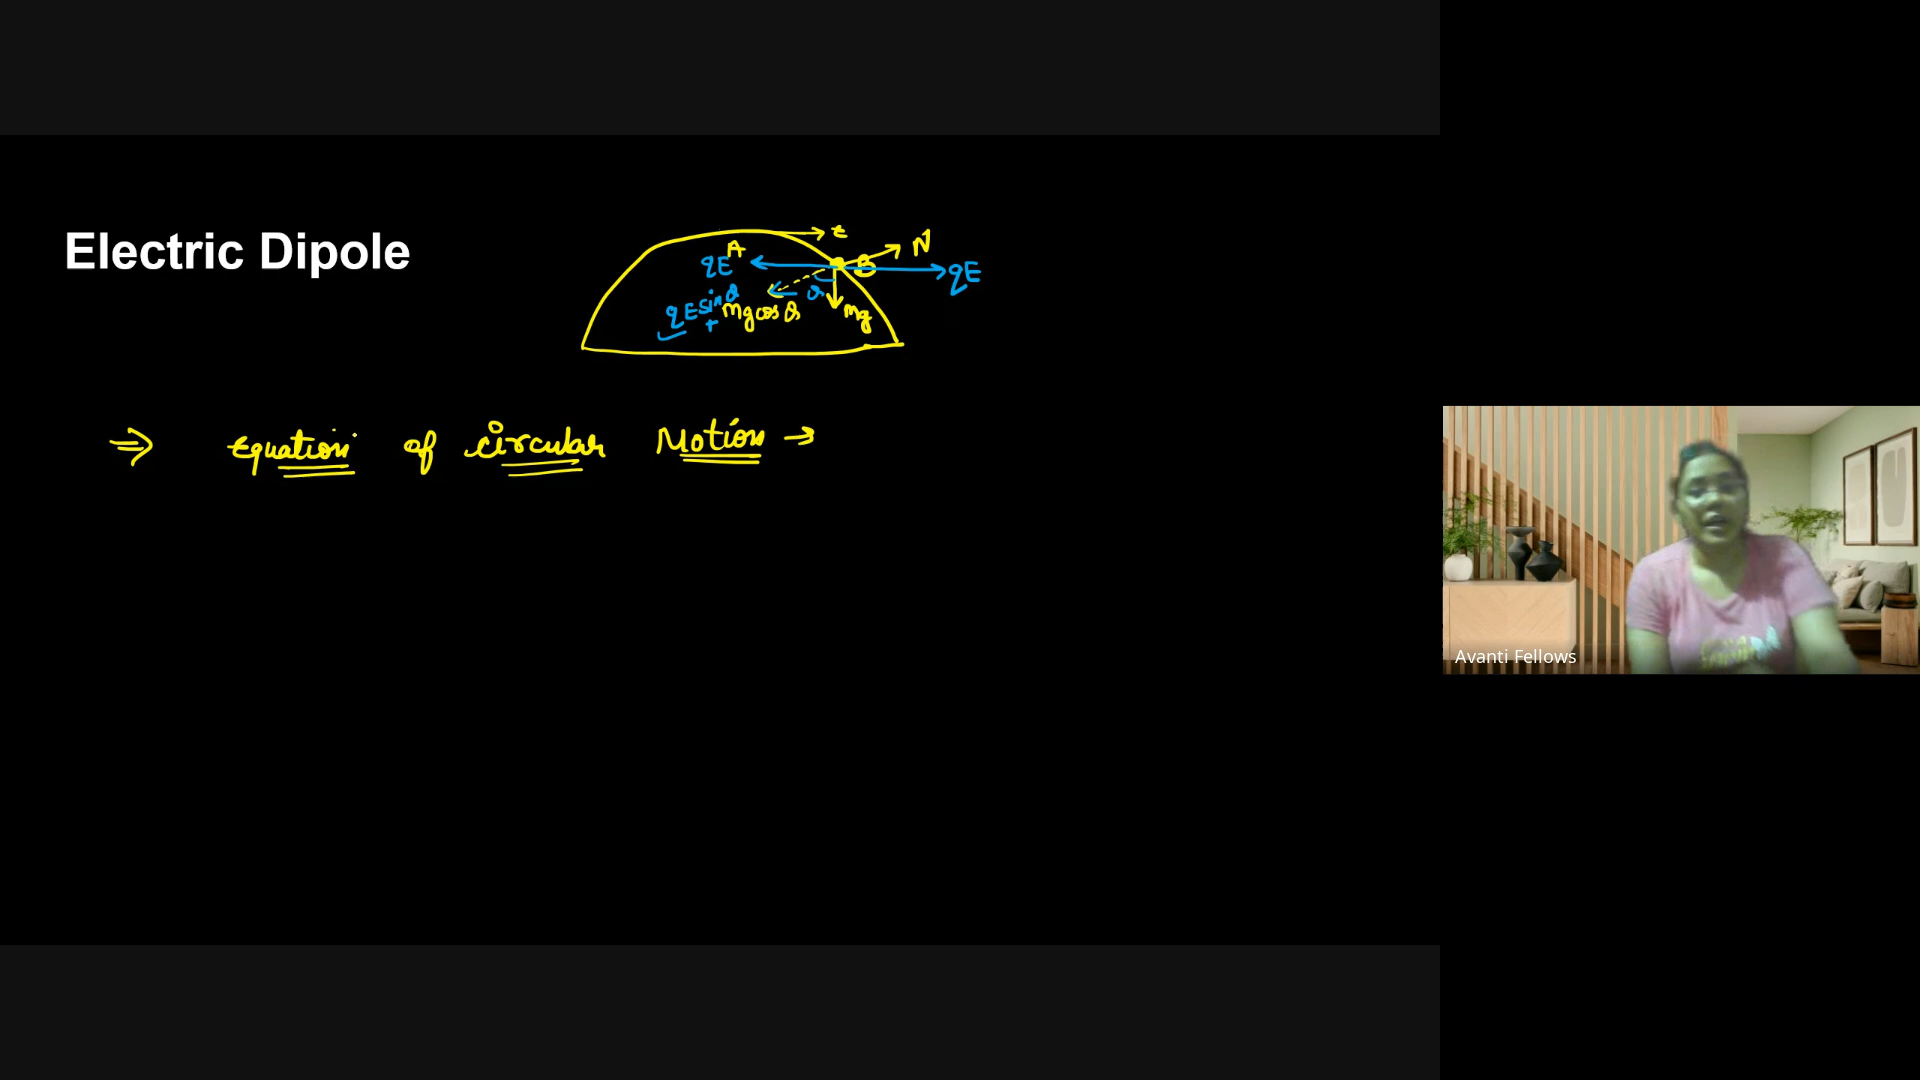 Electric Dipole
A
E
N
qE
B
qE
θ
qE sinθ
+ mg cos θ
mg
⇒ Equation of circular Motion →
Avanti Fellows